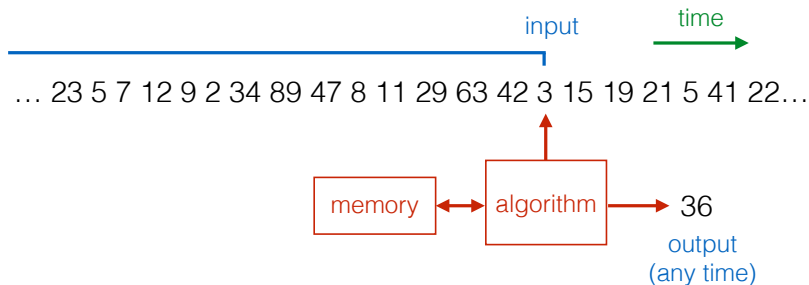 input
time
… 23 5 7 12 9 2 34 89 47 8 11 29 63 42 3 15 19 21 5 41 22…
memory
algorithm
36
output
(any time)